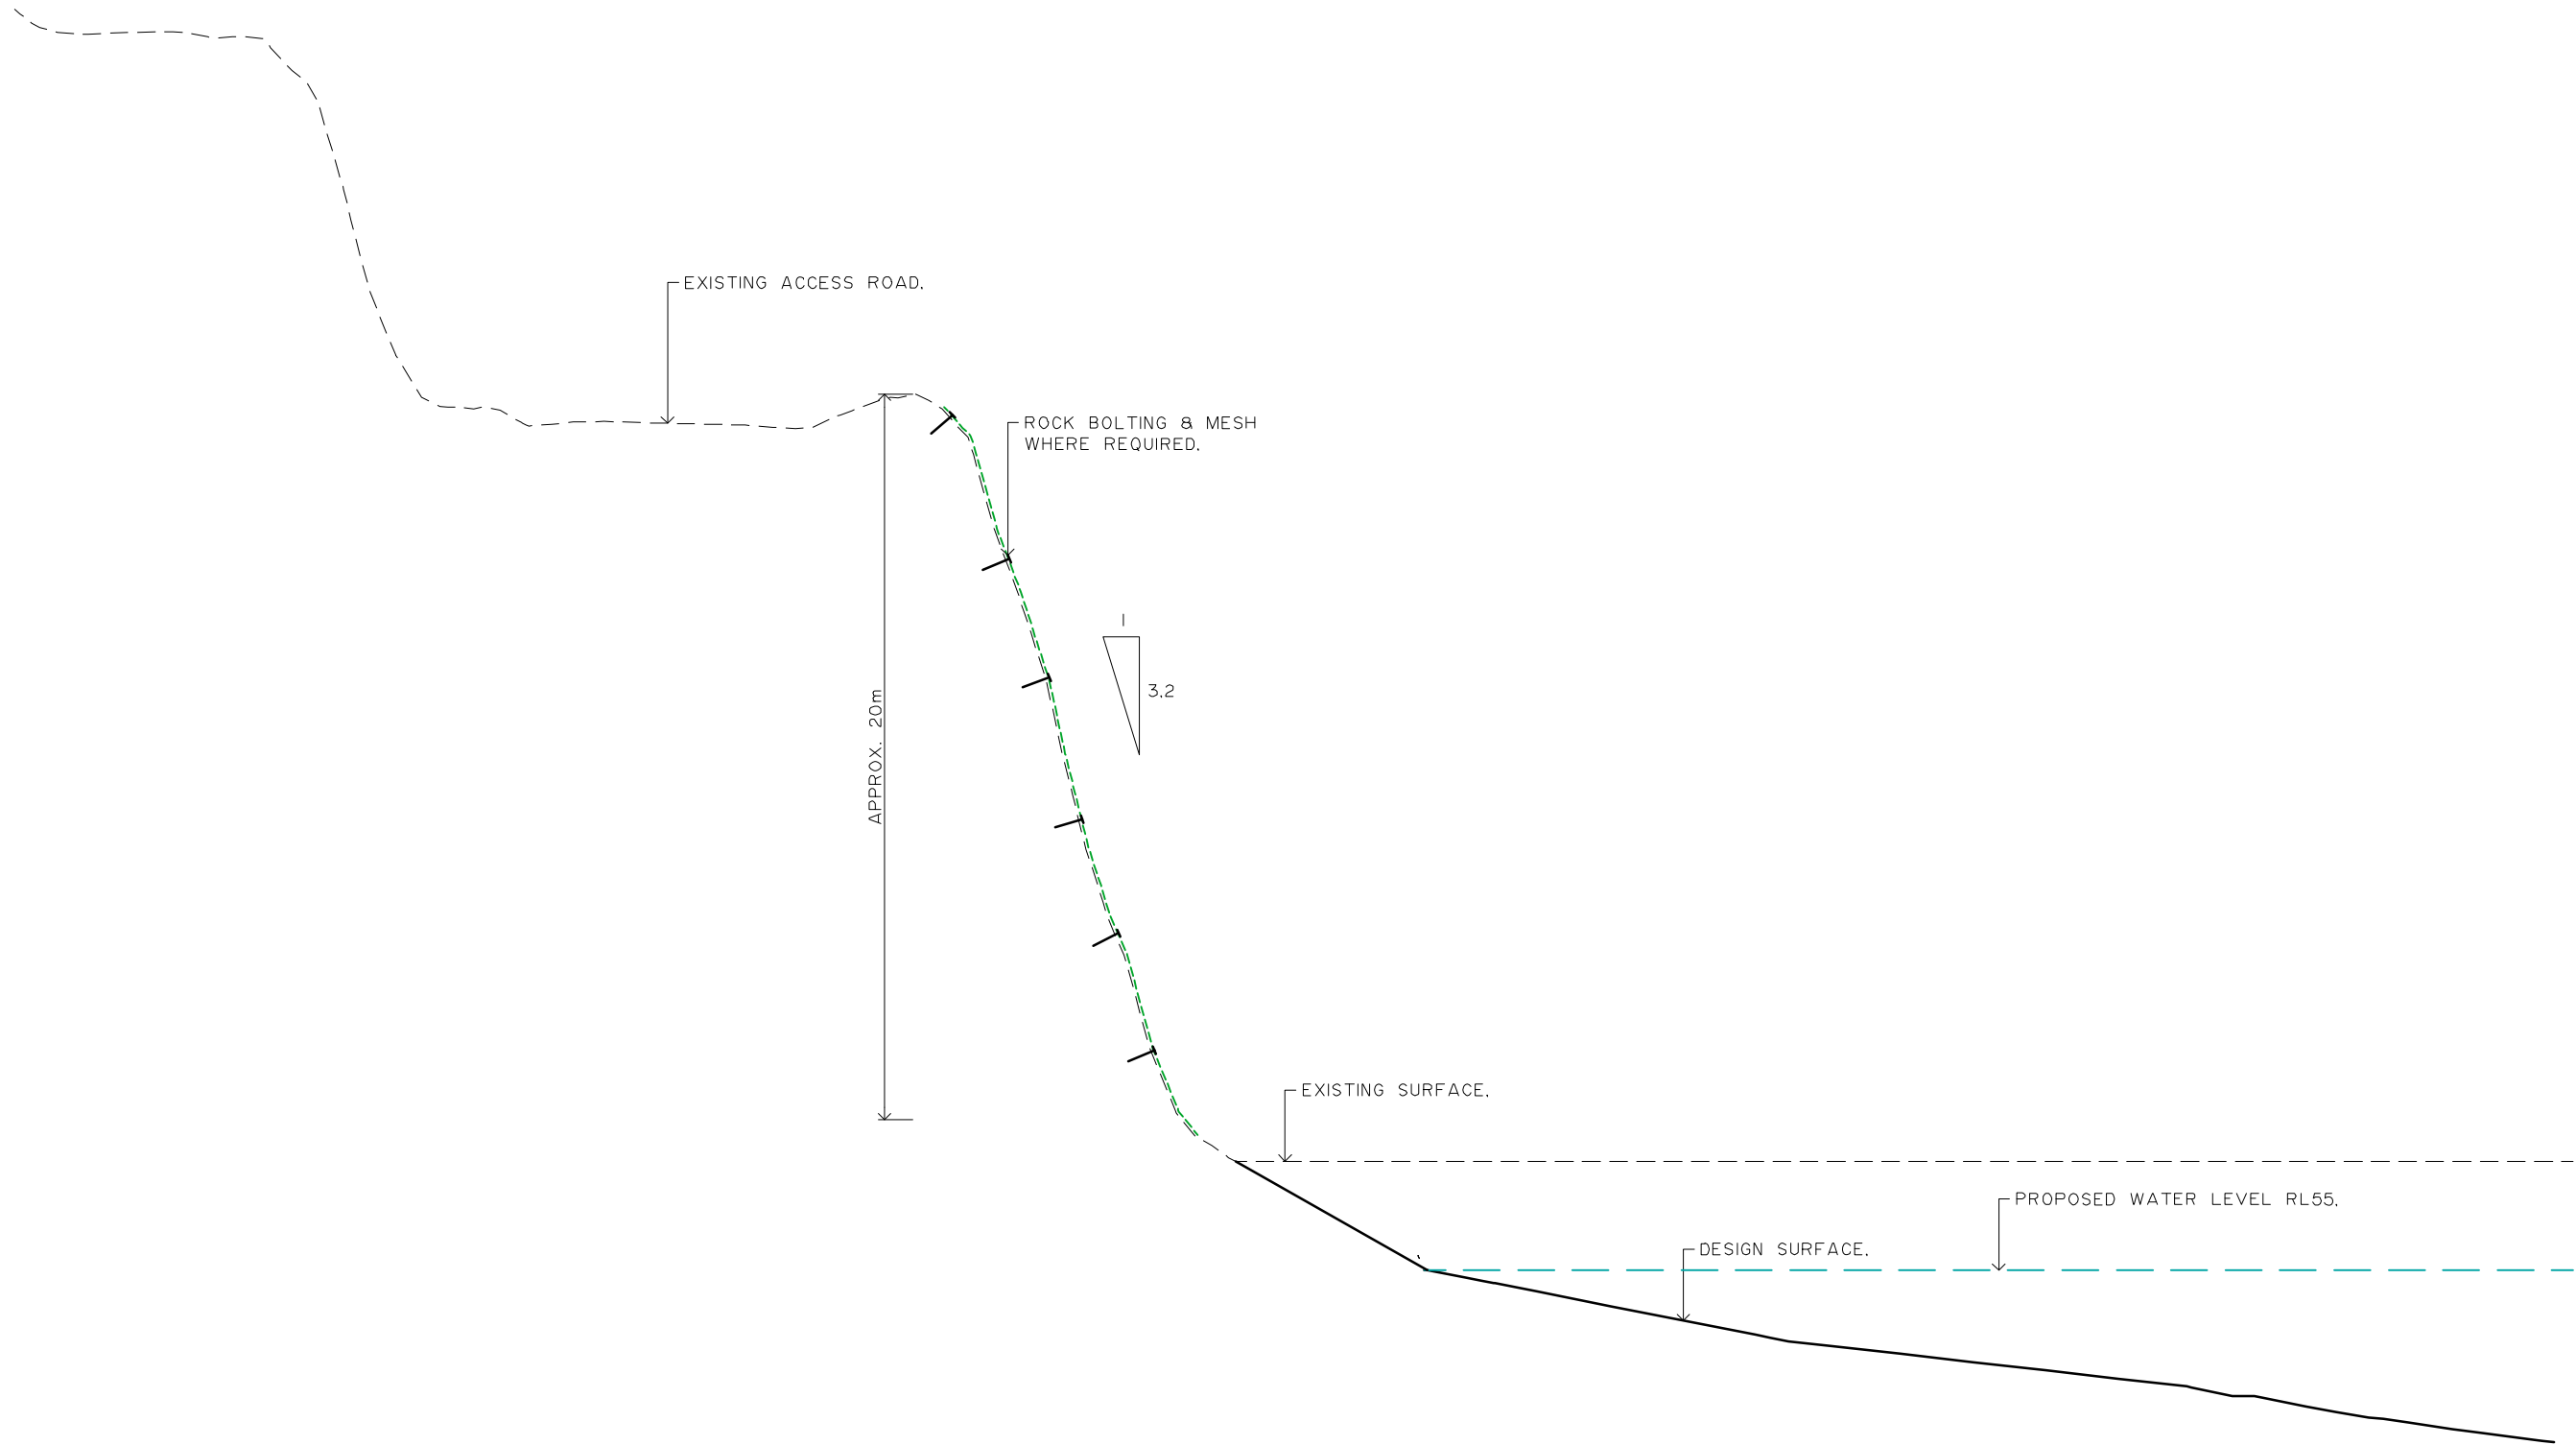 EXISTING ACCESS ROAD.
ROCK BOLTING & MESH
WHERE REQUIRED.
1
3.2
APPROX. 20m
EXISTING SURFACE.
PROPOSED WATER LEVEL RL55.
DESIGN SURFACE.